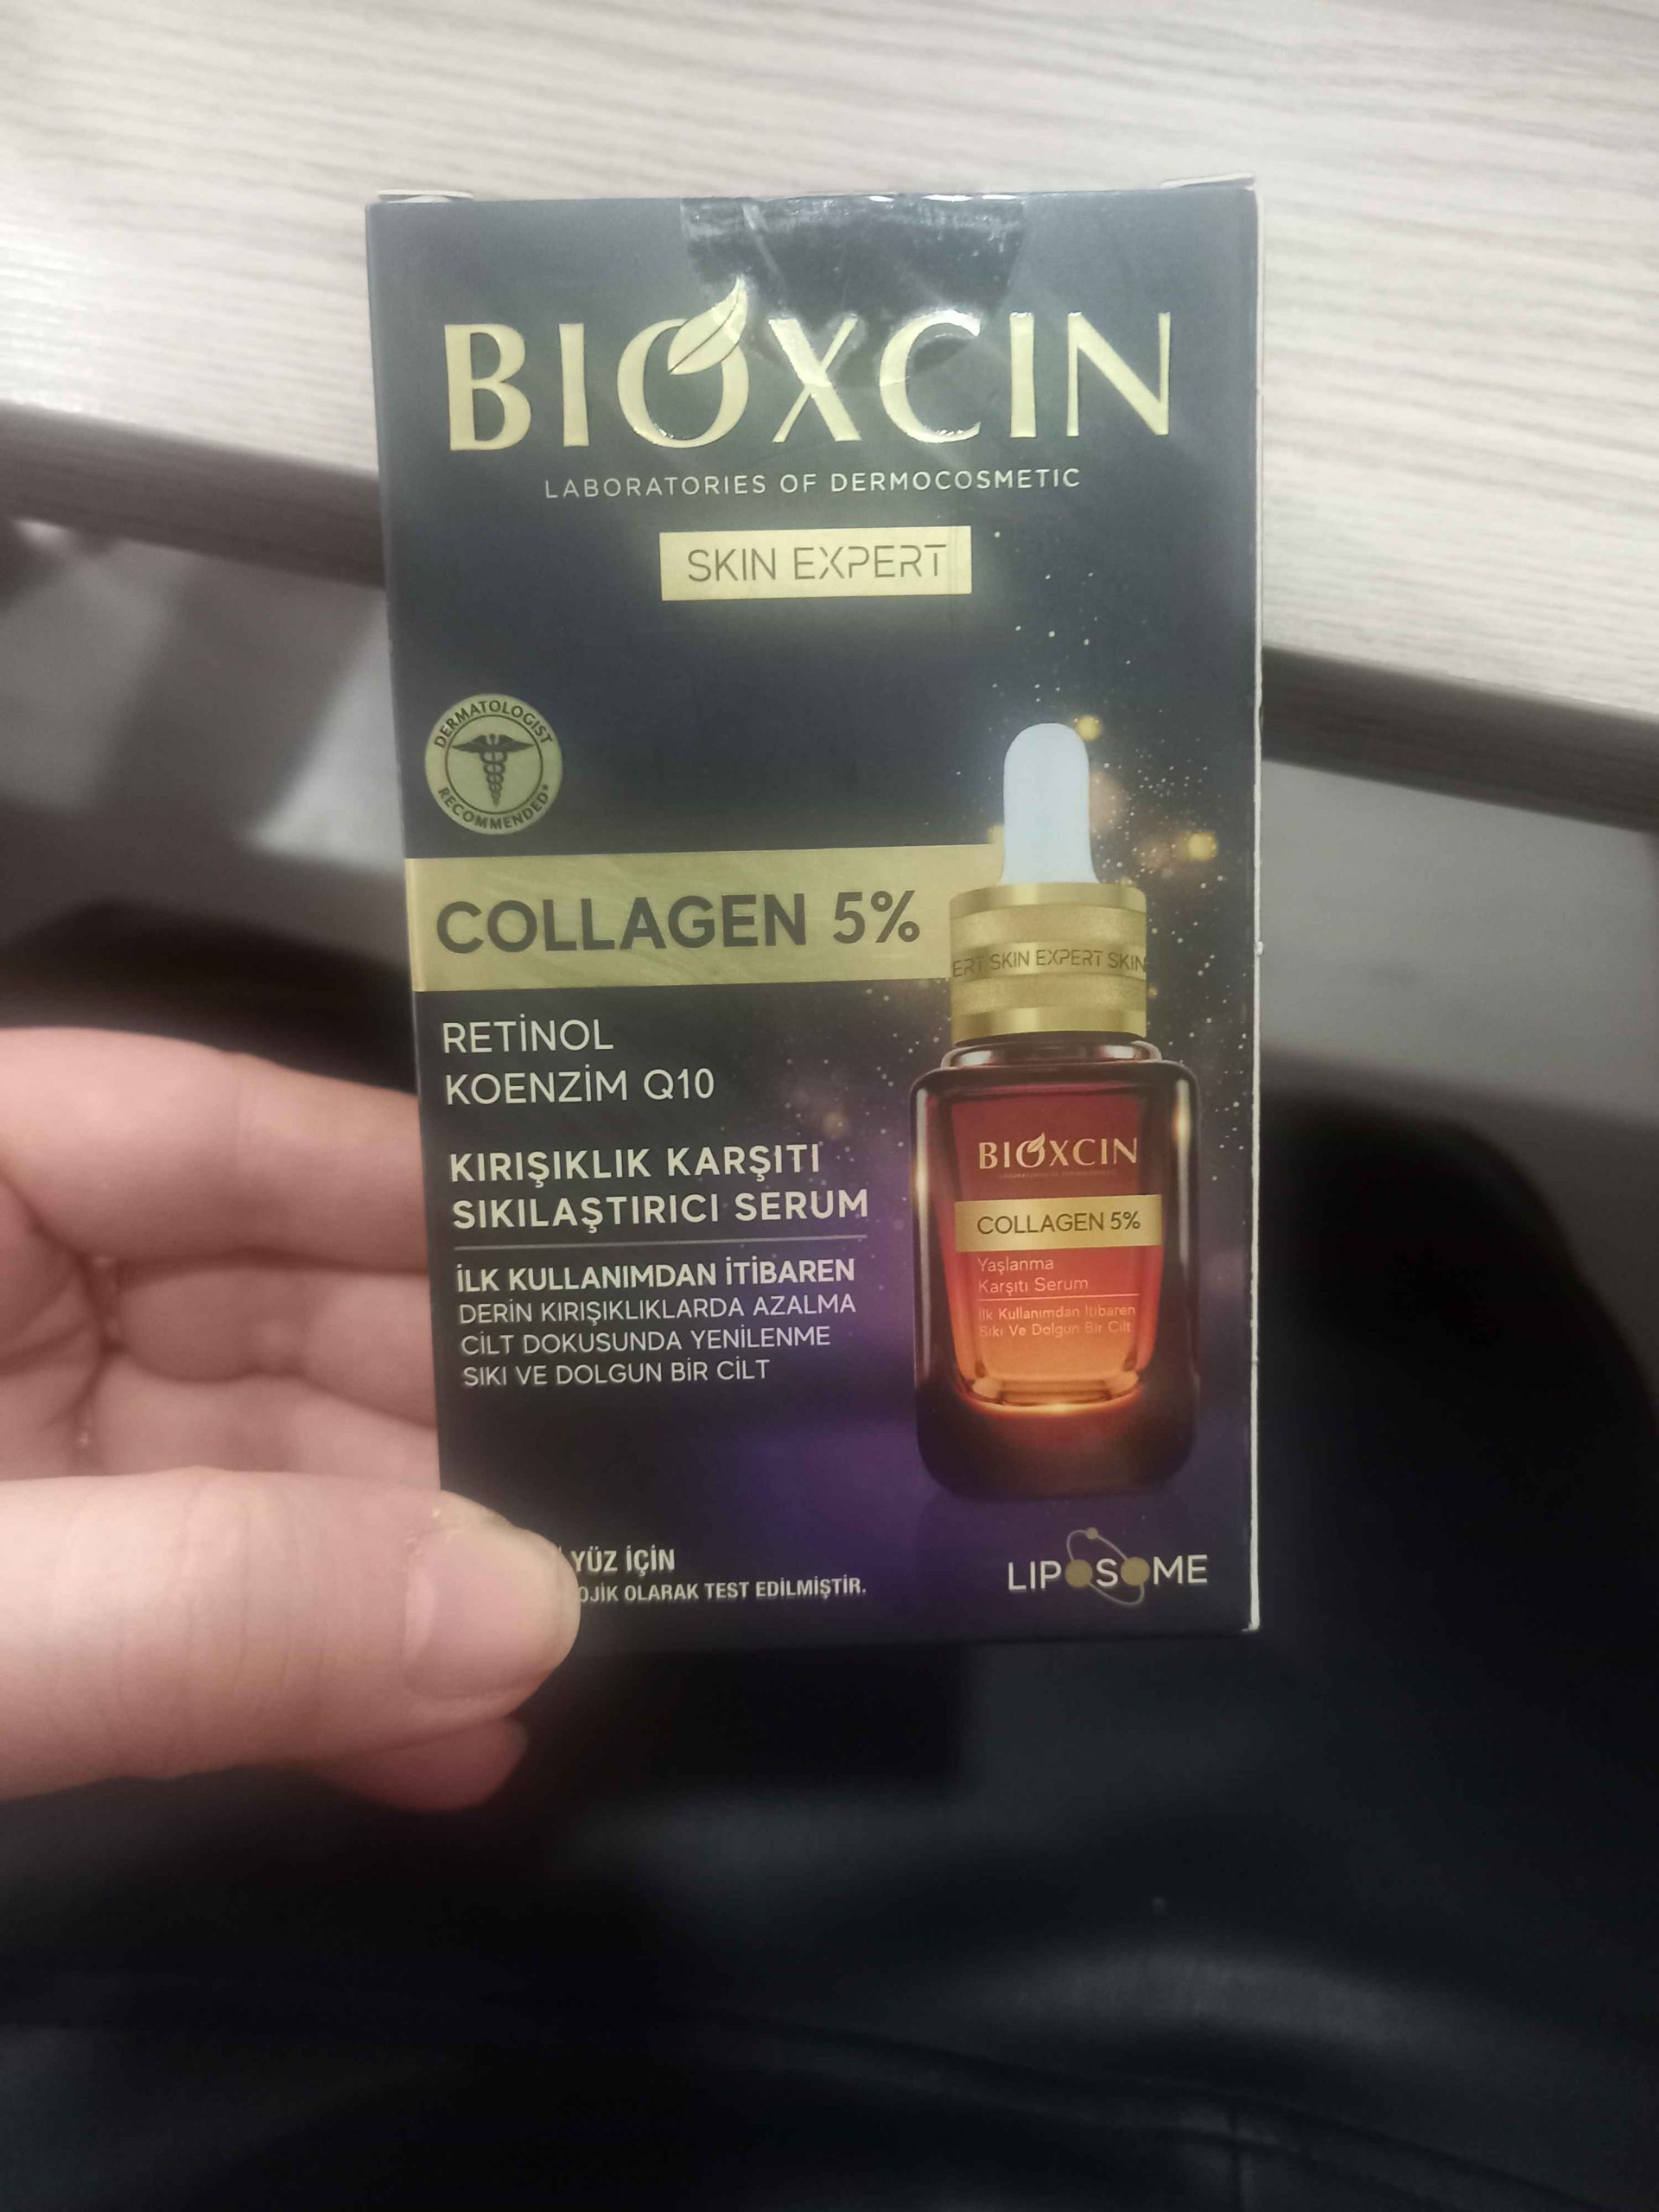 BIOXCIN
LABORATORIES OF DERMOCOSMETIC
SKIN EXPERT
DERMATOLOGIST
RECOMMENDED*
COLLAGEN 5%
RETİNOL
KOENZİM Q10
KIRIŞIKLIK KARŞITI
SIKILAŞTIRICI SERUM
İLK KULLANIMDAN İTİBAREN
DERİN KIRIŞIKLIKLARDA AZALMA
CİLT DOKUSUNDA YENİLENME
SIKI VE DOLGUN BİR CİLT
ERT SKIN EXPERT SKIN
BIOXCIN
COLLAGEN 5%
Yaşlanma
Karşıtı Serum
İlk Kullanımdan İtibaren
Sıkı Ve Dolgun Bir Cilt
YÜZ İÇİN
OJİK OLARAK TEST EDİLMİŞTİR.
LIPOSOME